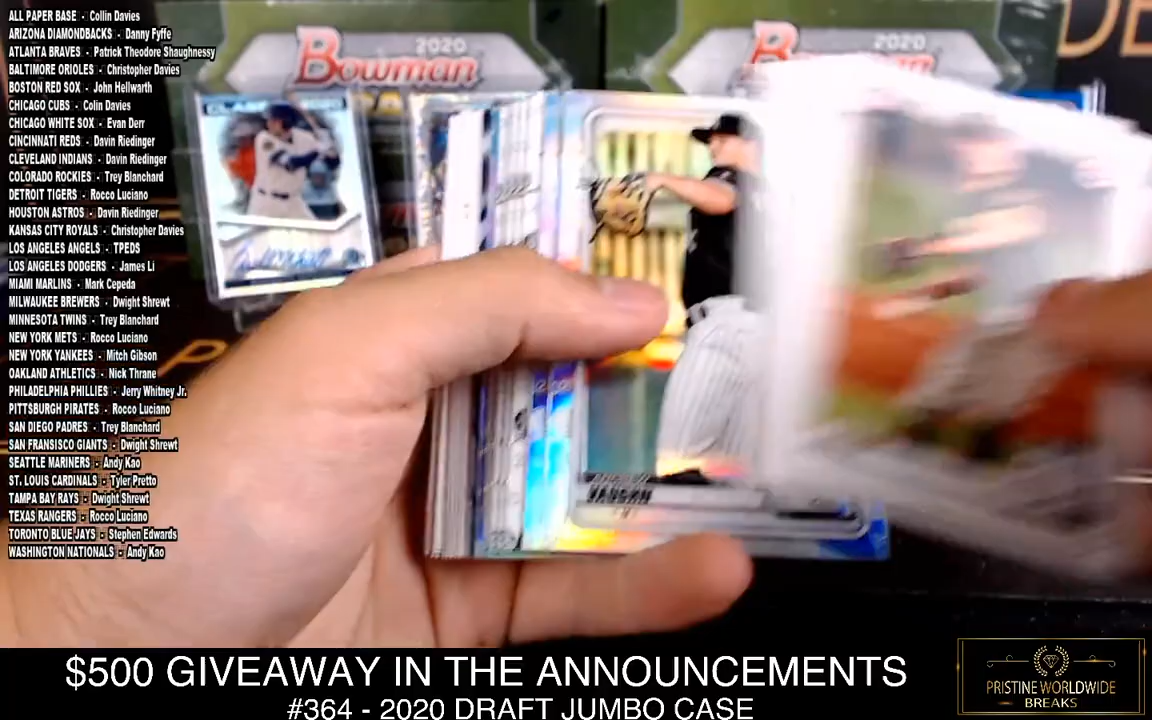 ALL PAPER BASE - Collin Davies
ARIZONA DIAMONDBACKS - Danny Fyffe
ATLANTA BRAVES - Patrick Theodore Shaughnessy
BALTIMORE ORIOLES - Christopher Davies
BOSTON RED SOX - John Hellwarth
CHICAGO CUBS - Colin Davies
CHICAGO WHITE SOX - Evan Derr
CINCINNATI REDS - Davin Riedinger
CLEVELAND INDIANS - Davin Riedinger
COLORADO ROCKIES - Trey Blanchard
DETROIT TIGERS - Rocco Luciano
HOUSTON ASTROS - Davin Riedinger
KANSAS CITY ROYALS - Christopher Davies
LOS ANGELES ANGELS - TPEDS
LOS ANGELES DODGERS - James Li
MIAMI MARLINS - Mark Cepeda
MILWAUKEE BREWERS - Dwight Shrewt
MINNESOTA TWINS - Trey Blanchard
NEW YORK METS - Rocco Luciano
NEW YORK YANKEES - Mitch Gibson
OAKLAND ATHLETICS - Nick Thrane
PHILADELPHIA PHILLIES - Jerry Whitney Jr.
PITTSBURGH PIRATES - Rocco Luciano
SAN DIEGO PADRES - Trey Blanchard
SAN FRANSISCO GIANTS - Dwight Shrewt
SEATTLE MARINERS - Andy Kao
ST. LOUIS CARDINALS - Tyler Pretto
TAMPA BAY RAYS - Dwight Shrewt
TEXAS RANGERS - Rocco Luciano
TORONTO BLUE JAYS - Stephen Edwards
WASHINGTON NATIONALS - Andy Kao
2020
Bowman
2020
Bowman
DE
VAUGHN
$500 GIVEAWAY IN THE ANNOUNCEMENTS
#364 - 2020 DRAFT JUMBO CASE
PRISTINE WORLDWIDE
BREAKS